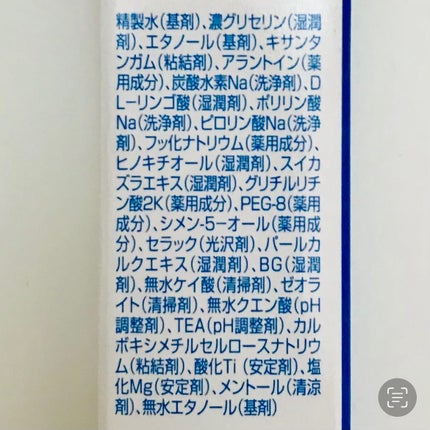 精製水(基剤)、濃グリセリン(湿潤
剤)、エタノール(基剤)、キサンタ
ンガム(粘結剤)、アラントイン(薬
用成分)、炭酸水素Na(洗浄剤)、D
L-リンゴ酸(湿潤剤)、ポリリン酸
Na(洗浄剤)、ピロリン酸Na(洗浄
剤)、フッ化ナトリウム(薬用成分)、
ヒノキチオール(湿潤剤)、スイカ
ズラエキス(湿潤剤)、グリチルリチ
ン酸2K(薬用成分)、PEG-8(薬用
成分)、シメン-5-オール(薬用成
分)、セラック(光沢剤)、パールカ
ルクエキス(湿潤剤)、BG(湿潤
剤)、無水ケイ酸(清掃剤)、ゼオラ
イト(清掃剤)、無水クエン酸(pH
調整剤)、TEA(pH調整剤)、カル
ボキシメチルセルロースナトリウ
ム(粘結剤)、酸化Ti(安定剤)、塩
化Mg(安定剤)、メントール(清涼
剤)、無水エタノール(基剤)